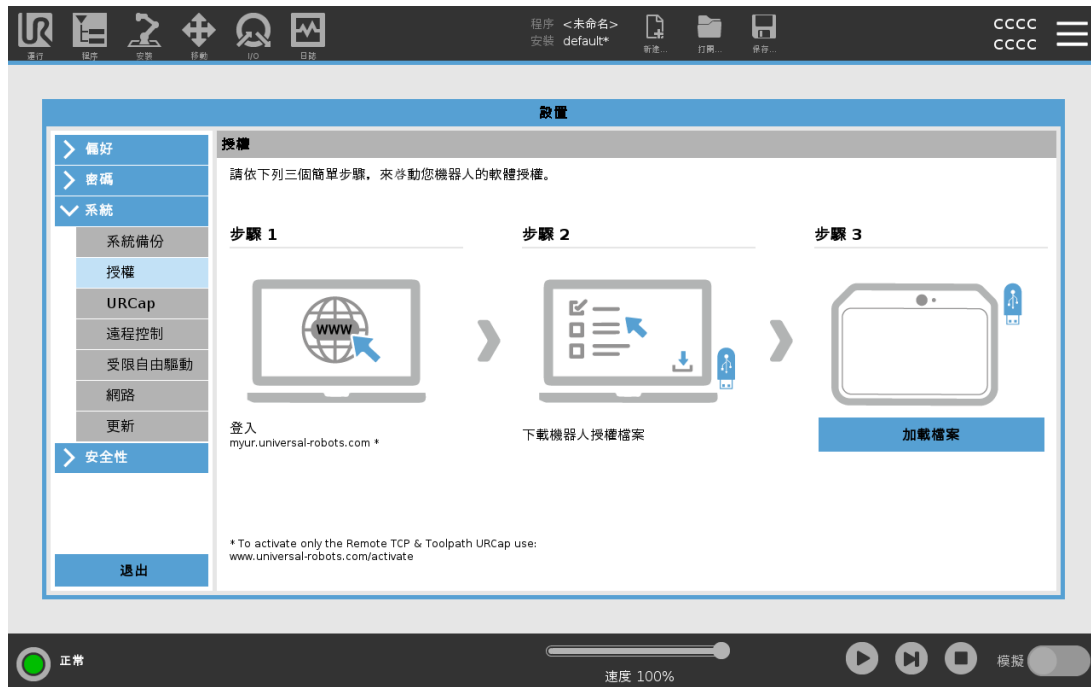 程序 <未命名>
安裝 default*
運行
程序
安裝
移動
I/O
日誌
新建...
打開...
保存...
CCCC
CCCC
設置
偏好
密碼
系統
系統備份
授權
URCap
遠程控制
受限自由驅動
網路
更新
安全性
退出
授權
請依下列三個簡單步驟，來啓動您機器人的軟體授權。
步驟 1
步驟 2
步驟 3
WWW
登入
myur.universal-robots.com *
下載機器人授權檔案
加載檔案
* To activate only the Remote TCP & Toolpath URCap use:
www.universal-robots.com/activate
正常
速度 100%
模擬